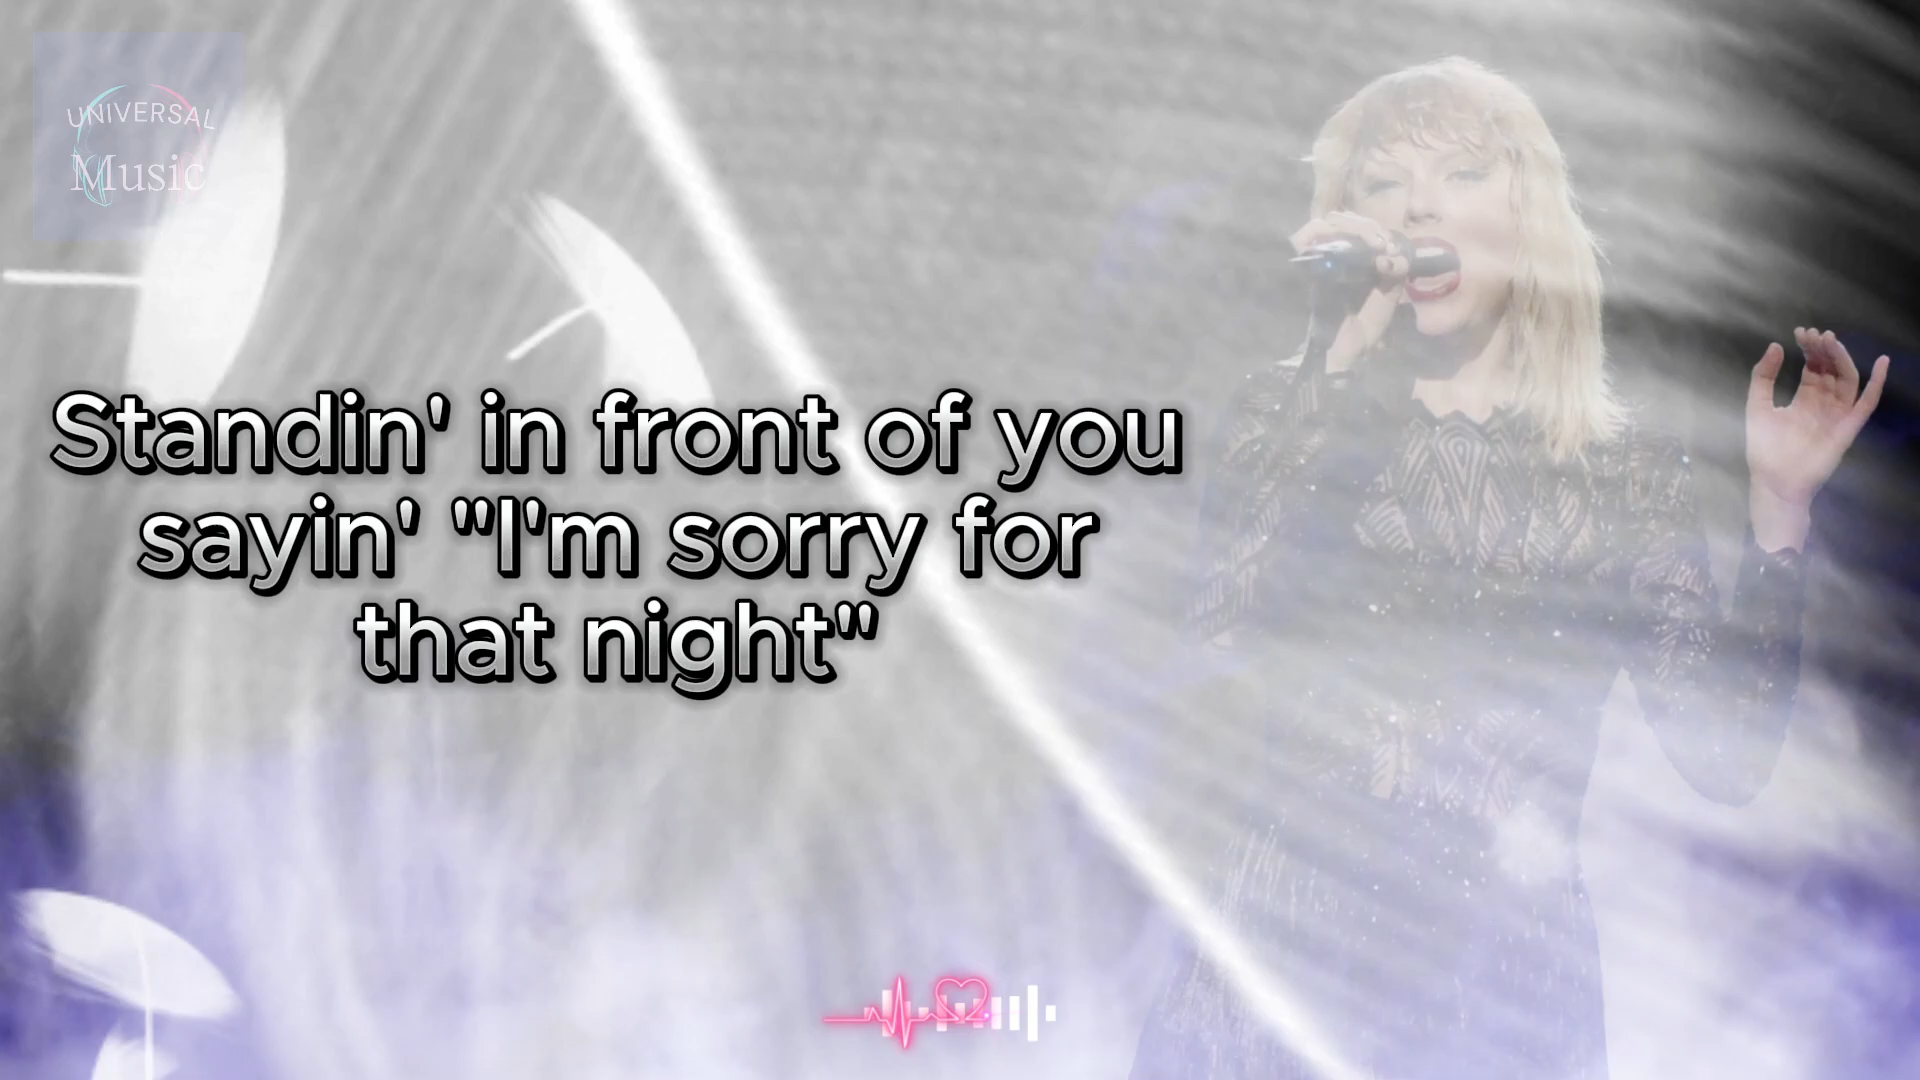 UNIVERSAL
Music
Standin' in front of you
sayin' "I'm sorry for
that night"